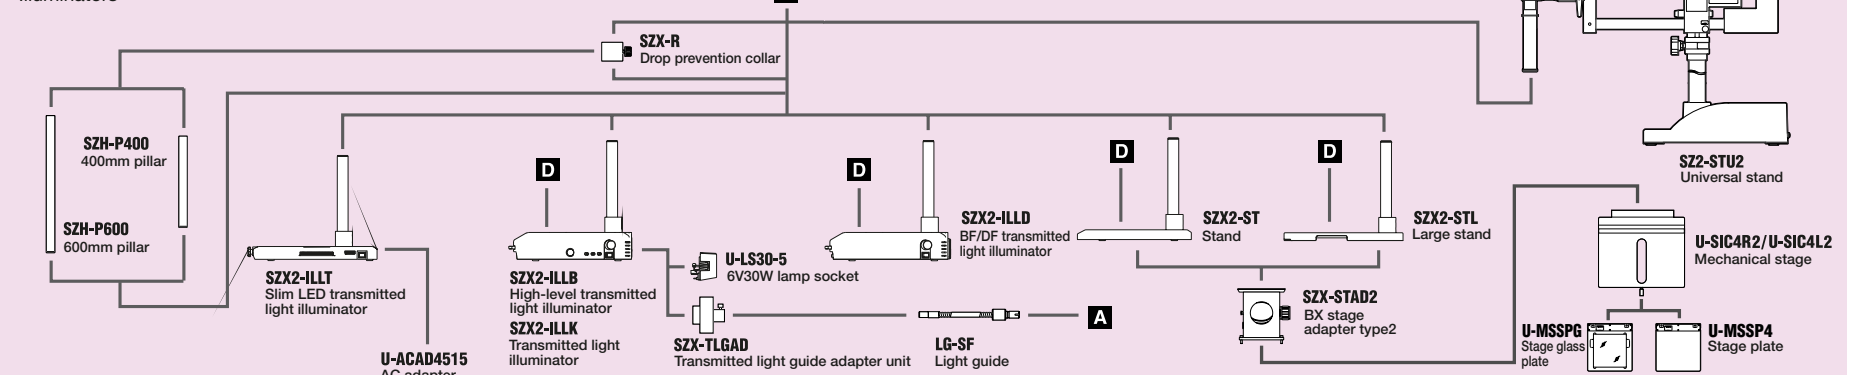 illuminators
SZX-R
Drop prevention collar
SZH-P400
400mm pillar
SZH-P600
600mm pillar
SZX2-ILLT
Slim LED transmitted
light illuminator
U-ACAD4515
AC adapter
D
SZX2-ILLB
High-level transmitted
light illuminator
SZX2-ILLK
Transmitted light
illuminator
U-LS30-5
6V30W lamp socket
SZX-TLGAD
Transmitted light guide adapter unit
LG-SF
Light guide
A
D
SZX2-ILLD
BF/DF transmitted
light illuminator
D
SZX2-ST
Stand
D
SZX2-STL
Large stand
SZX-STAD2
BX stage
adapter type2
SZ2-STU2
Universal stand
U-SIC4R2/U-SIC4L2
Mechanical stage
U-MSSPG
Stage glass
plate
U-MSSP4
Stage plate